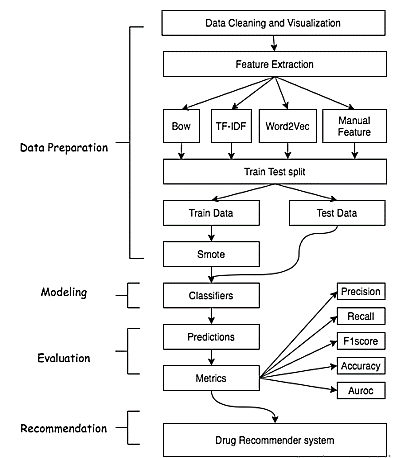 Data Cleaning and Visualization
Feature Extraction
Bow
TF-IDF
Word2Vec
Manual
Feature
Data Preparation
Train Test split
Train Data
Test Data
Smote
Modeling
Classifiers
Precision
Recall
F1score
Accuracy
Auroc
Evaluation
Predictions
Metrics
Recommendation
Drug Recommender system